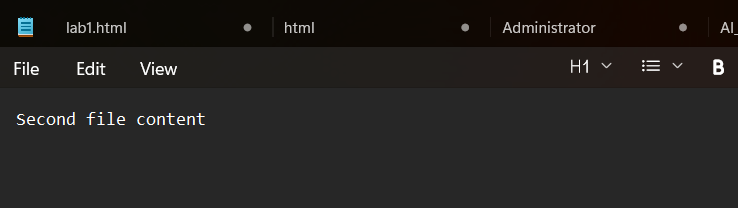 lab1.html
html
Administrator
AI_
File Edit View H1 B
Second file content